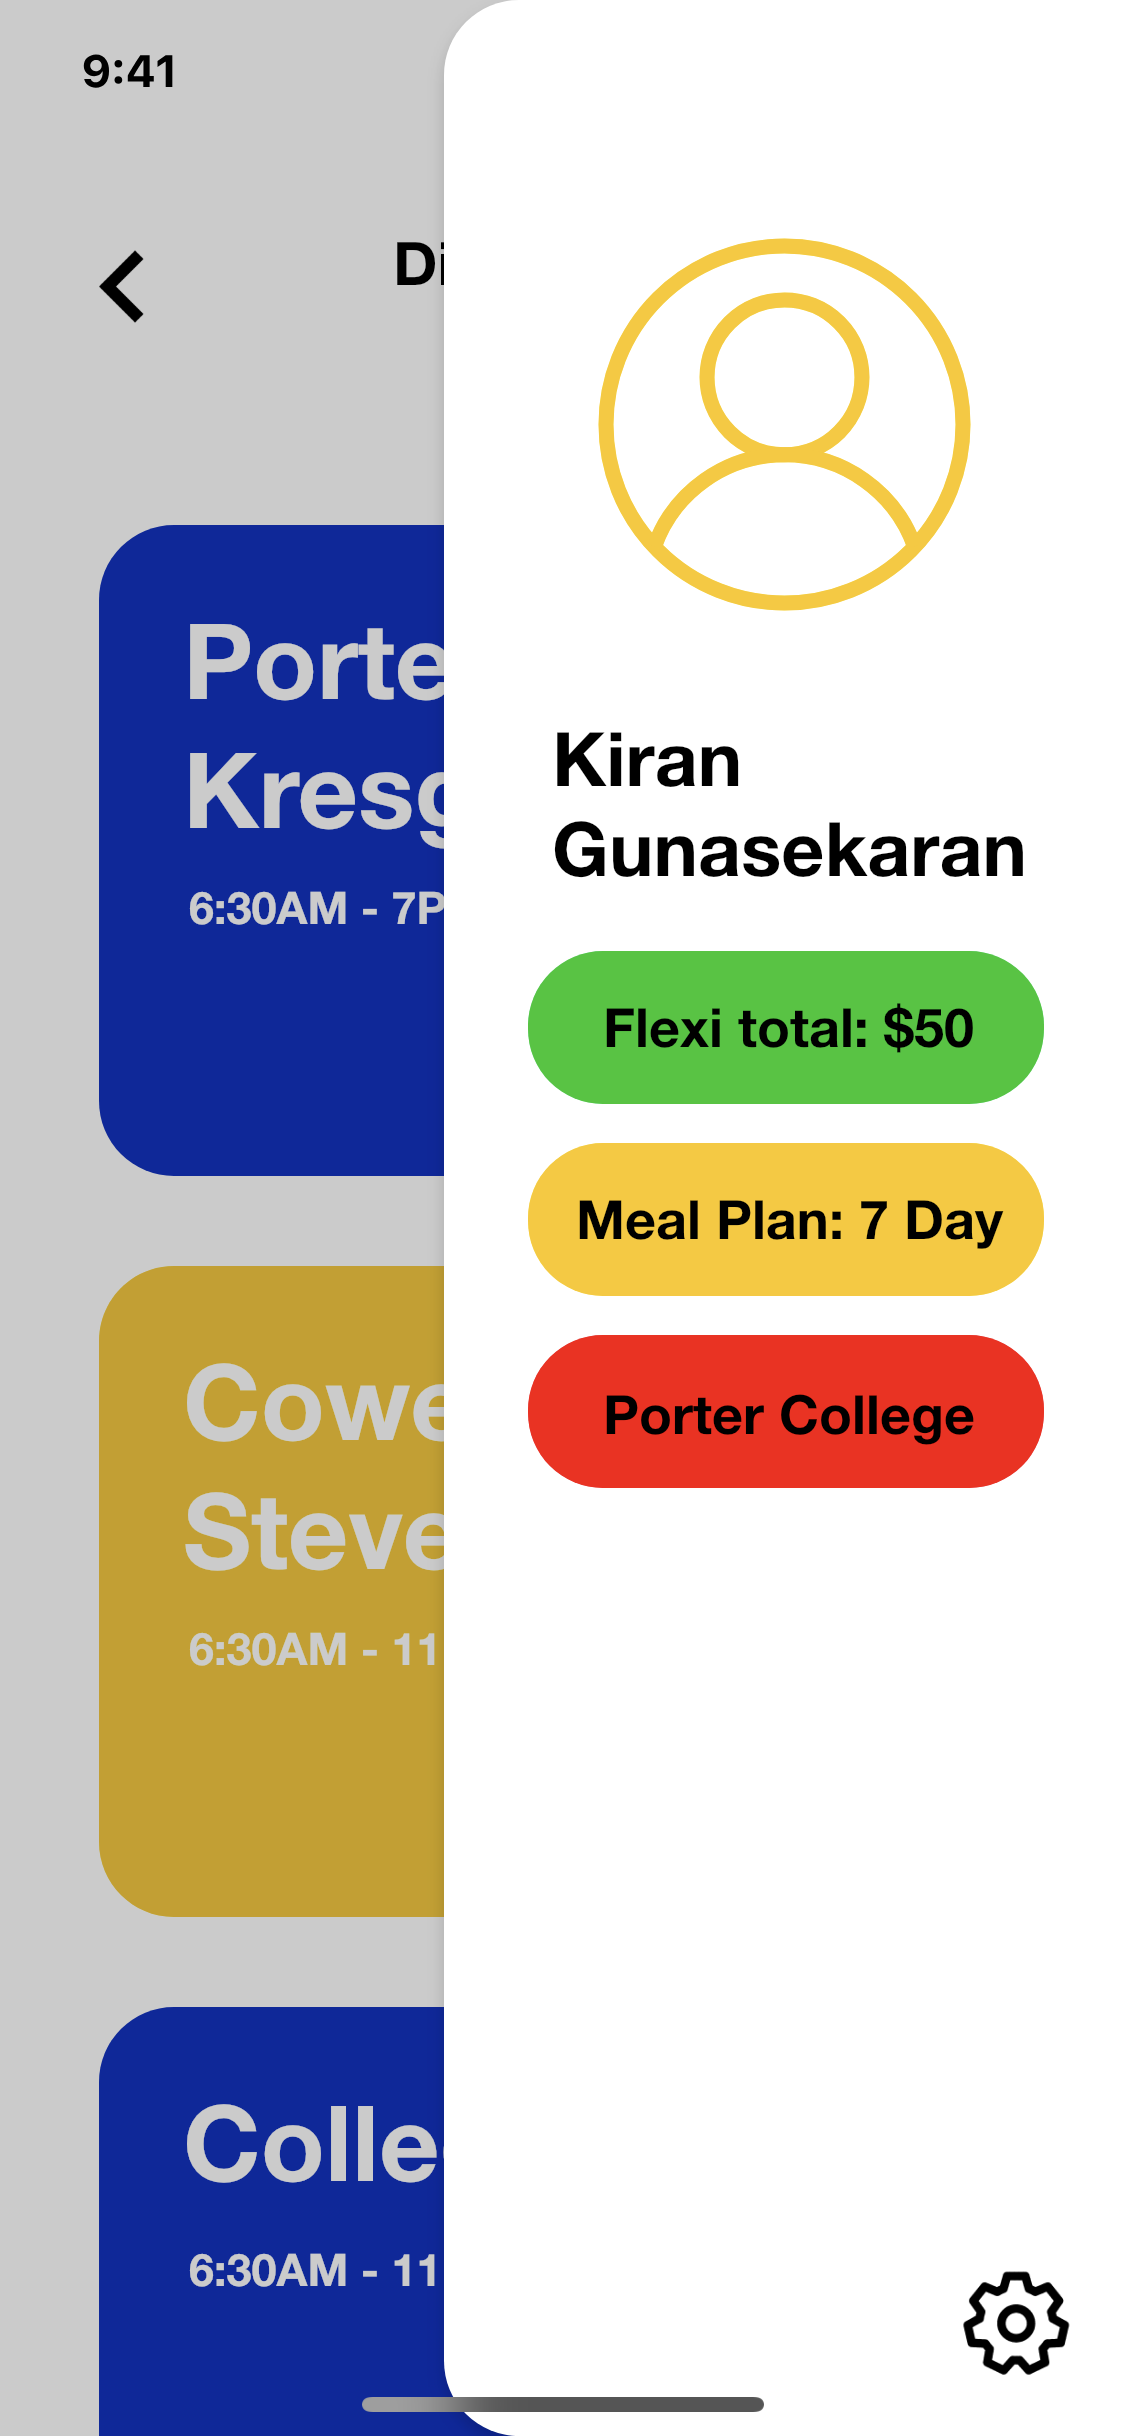 9:41
Di
Porte
Kresg
6:30AM - 7P
Cowe
Steve
6:30AM - 11
Colle
6:30AM - 11
Kiran
Gunasekaran
Flexi total: $50
Meal Plan: 7 Day
Porter College